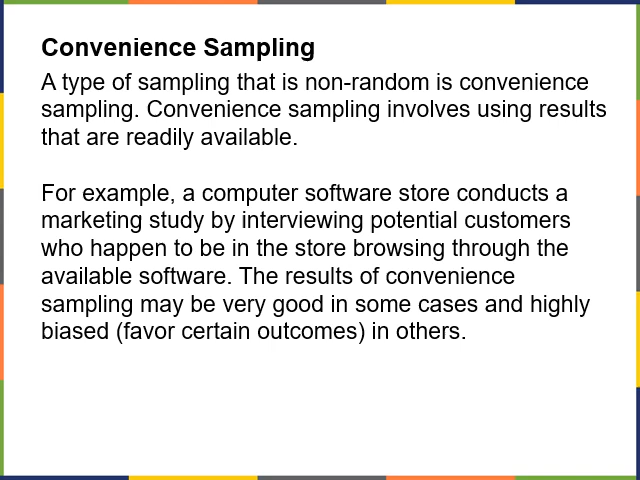 Convenience Sampling
A type of sampling that is non-random is convenience
sampling. Convenience sampling involves using results
that are readily available.
For example, a computer software store conducts a
marketing study by interviewing potential customers
who happen to be in the store browsing through the
available software. The results of convenience
sampling may be very good in some cases and highly
biased (favor certain outcomes) in others.